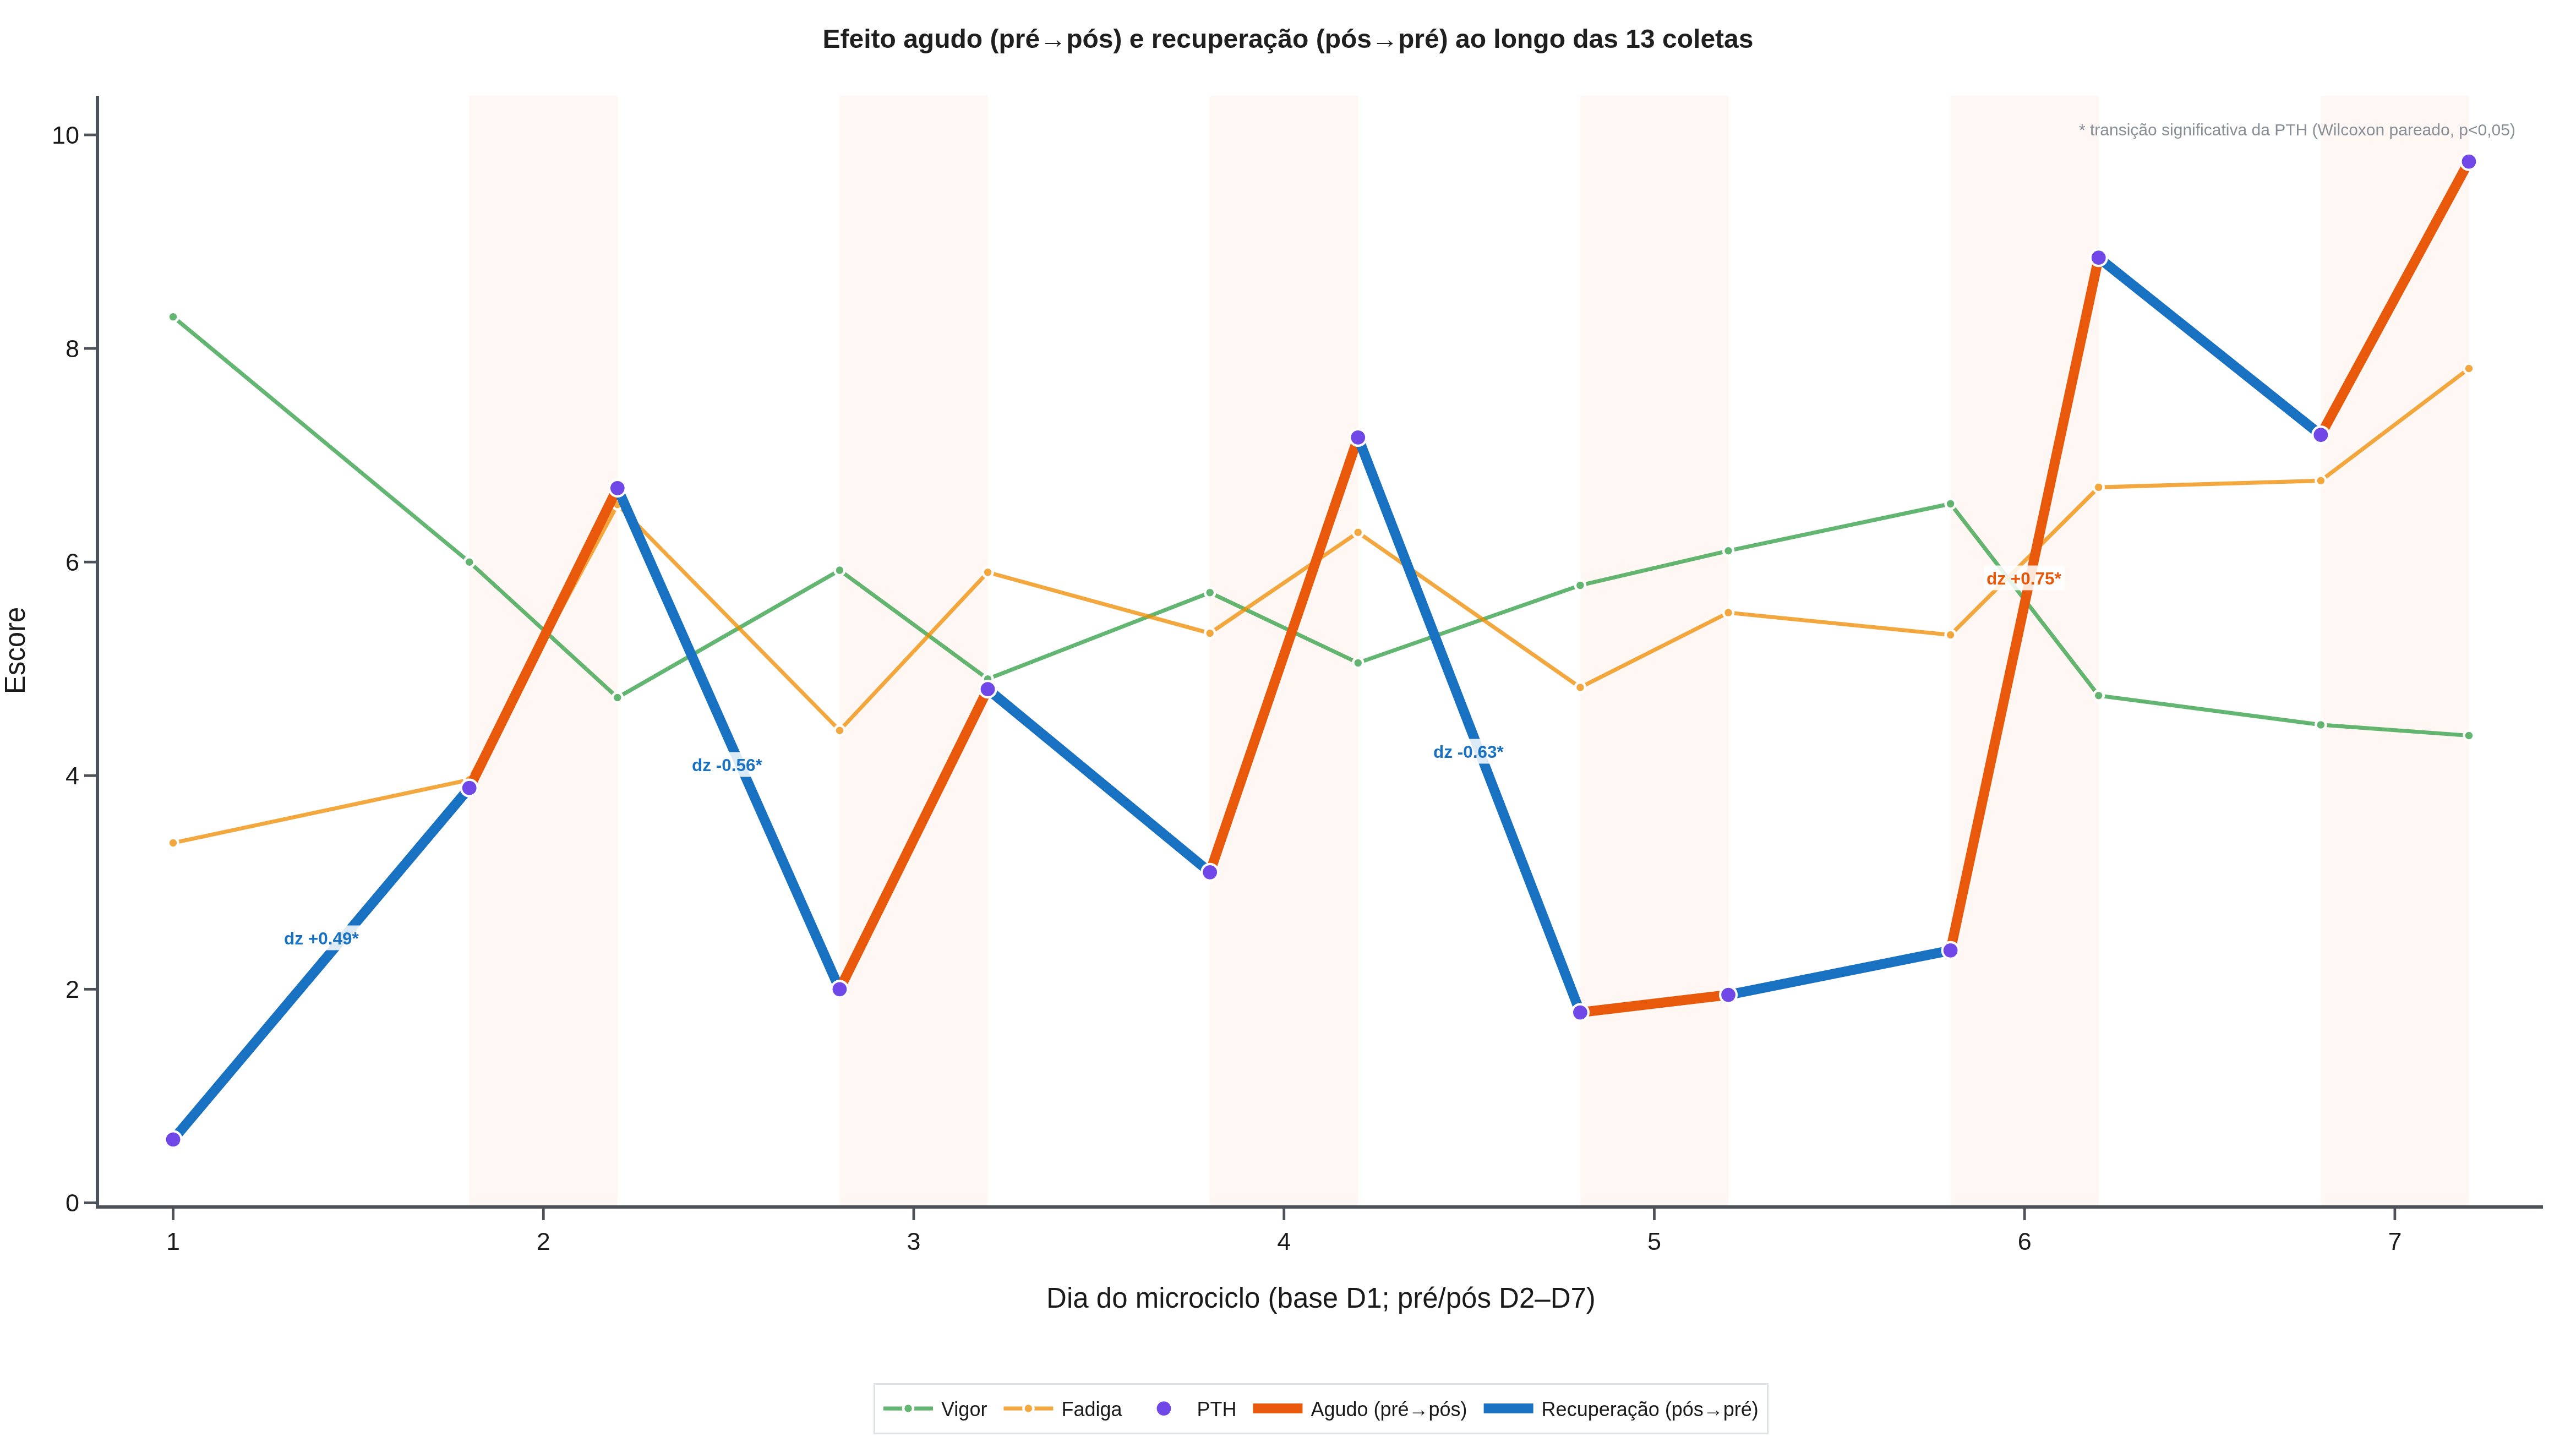 Efeito agudo (pré→pós) e recuperação (pós→pré) ao longo das 13 coletas
* transição significativa da PTH (Wilcoxon pareado, p<0,05)
Escore
10
8
6
4
2
0
dz +0.49*
dz -0.56*
dz -0.63*
dz +0.75*
1 2 3 4 5 6 7
Dia do microciclo (base D1; pré/pós D2–D7)
Vigor Fadiga PTH Agudo (pré→pós) Recuperação (pós→pré)